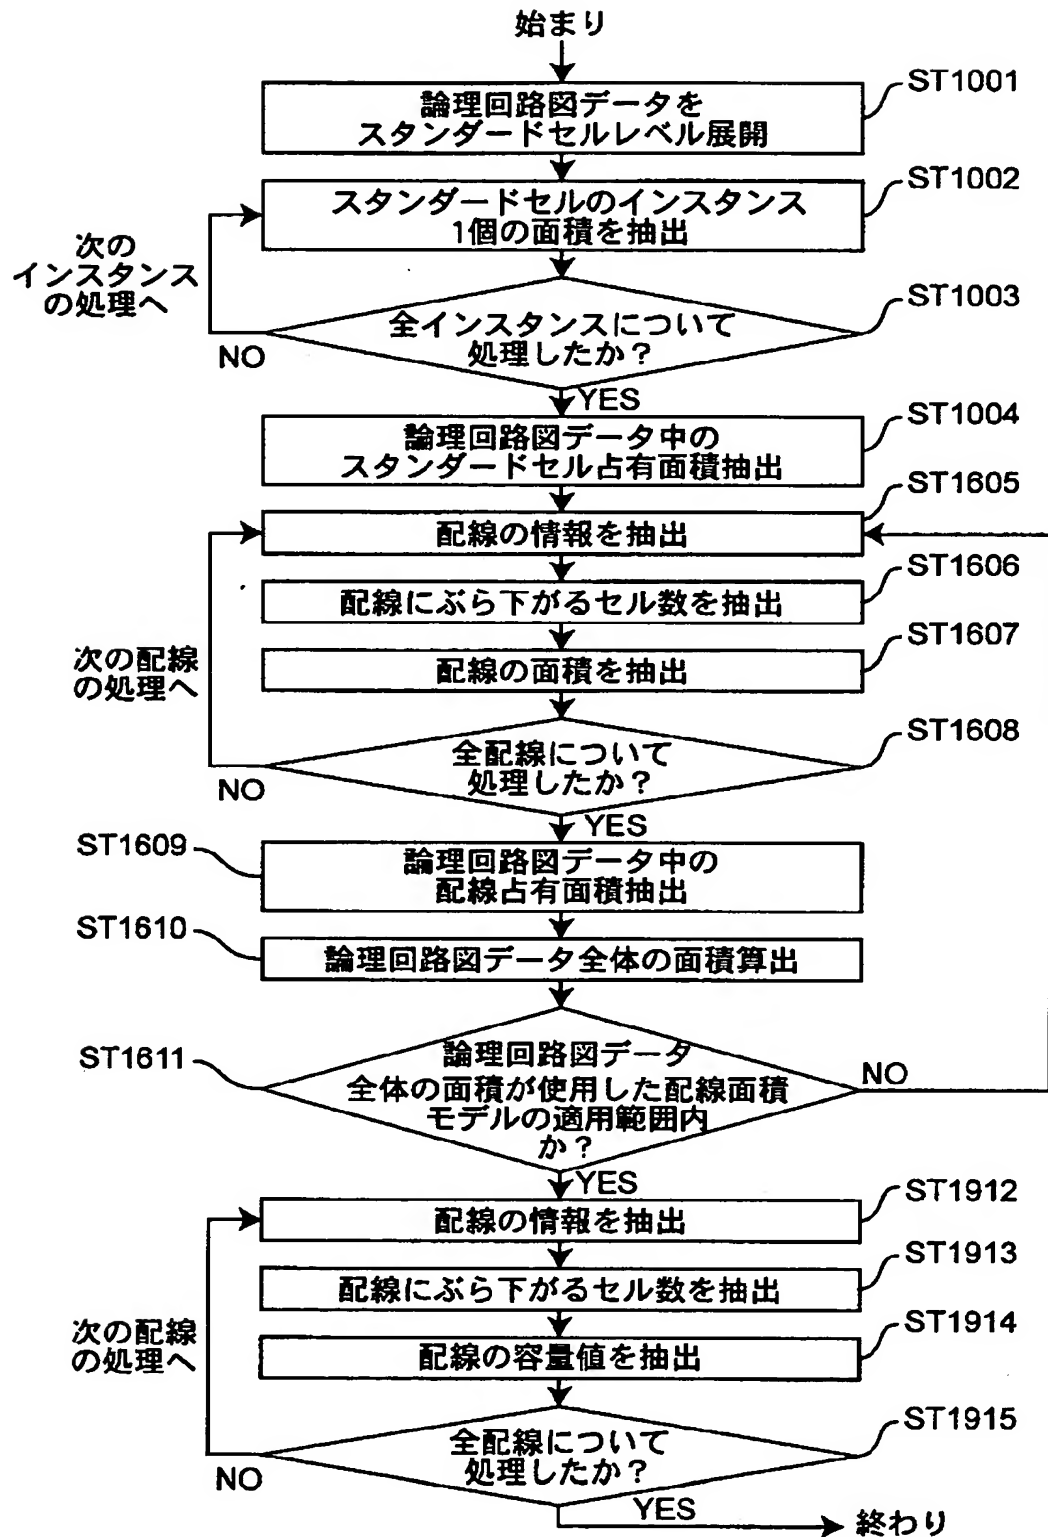 始まり
ST1001
論理回路図データを
スタンダードセルレベル展開
ST1002
スタンダードセルのインスタンス
1個の面積を抽出
次の
インスタンス
の処理へ
ST1003
全インスタンスについて
処理したか？
NO
YES
ST1004
論理回路図データ中の
スタンダードセル占有面積抽出
ST1605
配線の情報を抽出
ST1606
配線にぶら下がるセル数を抽出
ST1607
配線の面積を抽出
次の配線
の処理へ
ST1608
全配線について
処理したか？
NO
YES
ST1609
論理回路図データ中の
配線占有面積抽出
ST1610
論理回路図データ全体の面積算出
ST1611
論理回路図データ
全体の面積が使用した配線面積
モデルの適用範囲内
か？
NO
YES
ST1912
配線の情報を抽出
ST1913
配線にぶら下がるセル数を抽出
ST1914
配線の容量値を抽出
次の配線
の処理へ
ST1915
全配線について
処理したか？
NO
YES
終わり